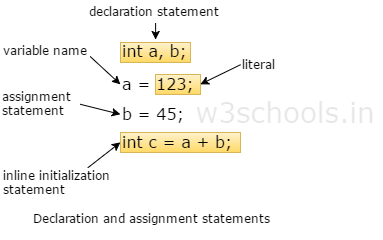 declaration statement
int a, b;
variable name
a = 123;
literal
assignment
statement
b = 45;
w3schools.in
int c = a + b;
inline initialization
statement
Declaration and assignment statements